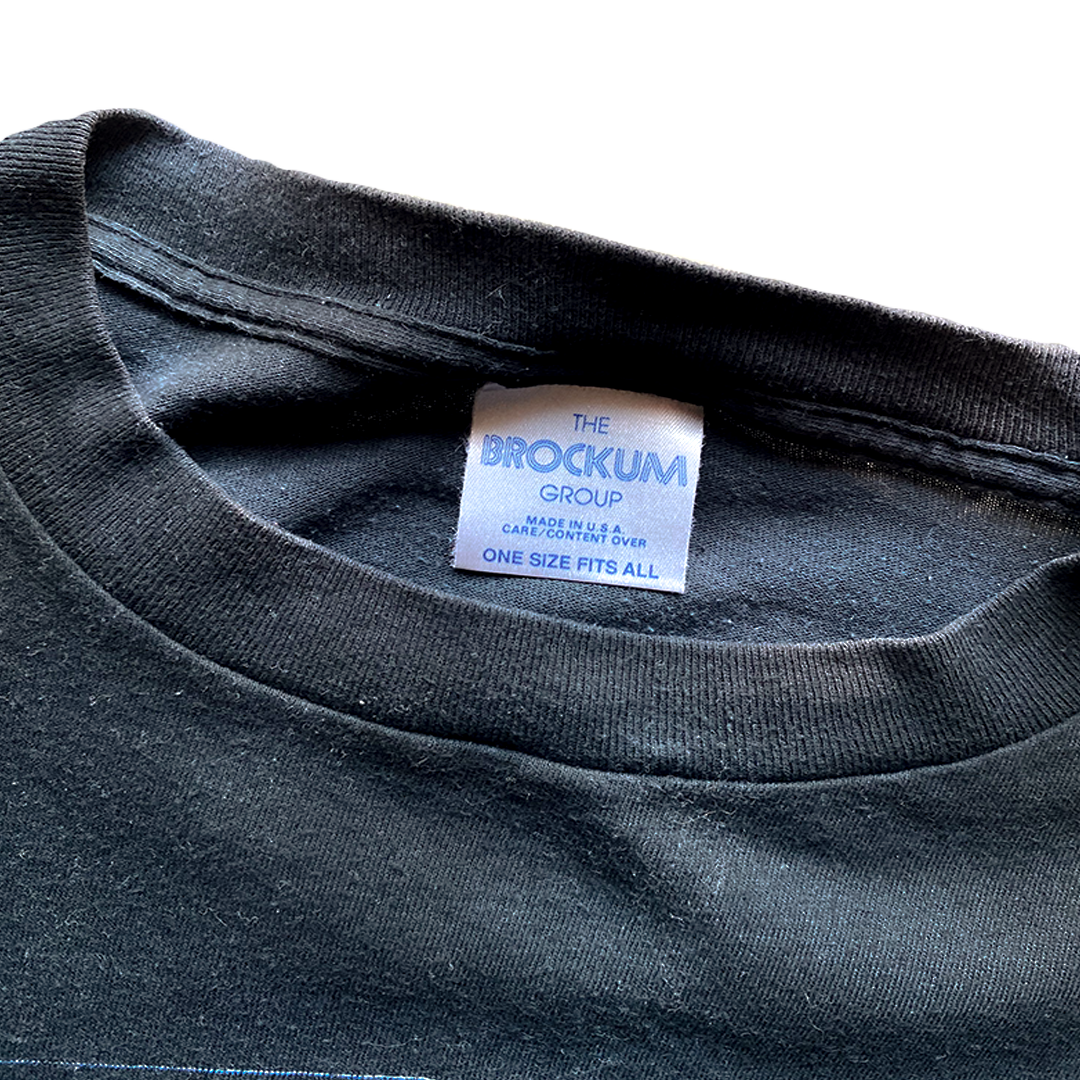 THE
BROCKUM
GROUP
MADE IN U.S.A.
CARE/CONTENT OVER
ONE SIZE FITS ALL